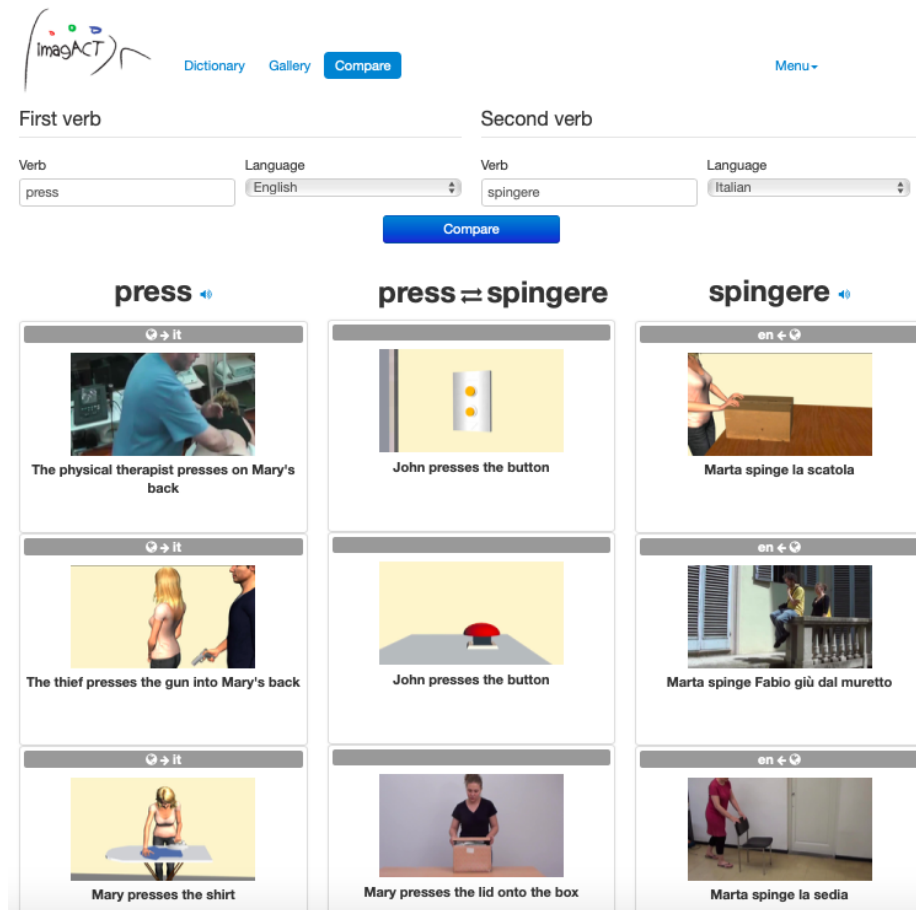 imagACT
Dictionary Gallery Compare Menu
First verb Second verb
Verb Language Verb Language
press English spingere Italian
Compare
press press ⇄ spingere spingere
→ it en ←
The physical therapist presses on Mary's
back
John presses the button
Marta spinge la scatola
→ it en ←
The thief presses the gun into Mary's back
John presses the button
Marta spinge Fabio giù dal muretto
→ it en ←
Mary presses the shirt
Mary presses the lid onto the box
Marta spinge la sedia